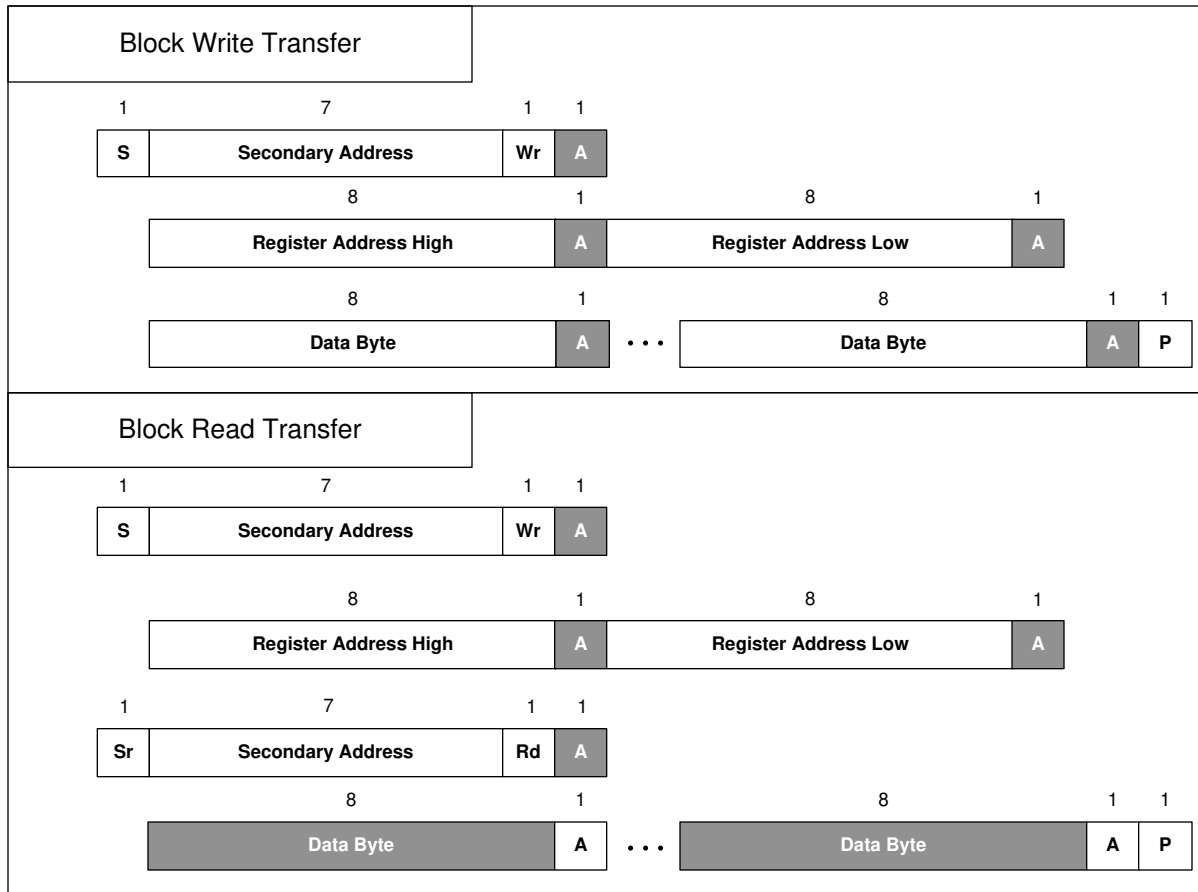 Block Write Transfer
1 7 1 1
S Secondary Address Wr A
8 1 8 1
Register Address High A Register Address Low A
8 1 8 1 1
Data Byte A ... Data Byte A P
Block Read Transfer
1 7 1 1
S Secondary Address Wr A
8 1 8 1
Register Address High A Register Address Low A
1 7 1 1
Sr Secondary Address Rd A
8 1 8 1 1
Data Byte A ... Data Byte A P